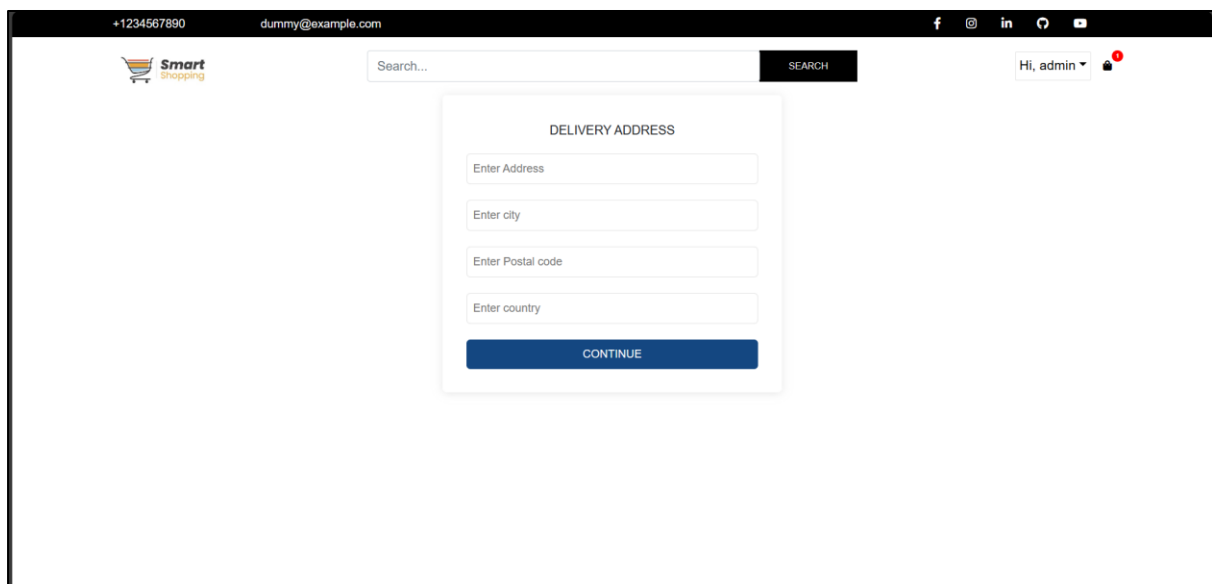 +1234567890 dummy@example.com
Smart
Shopping
Search... SEARCH Hi, admin 1
DELIVERY ADDRESS
Enter Address
Enter city
Enter Postal code
Enter country
CONTINUE